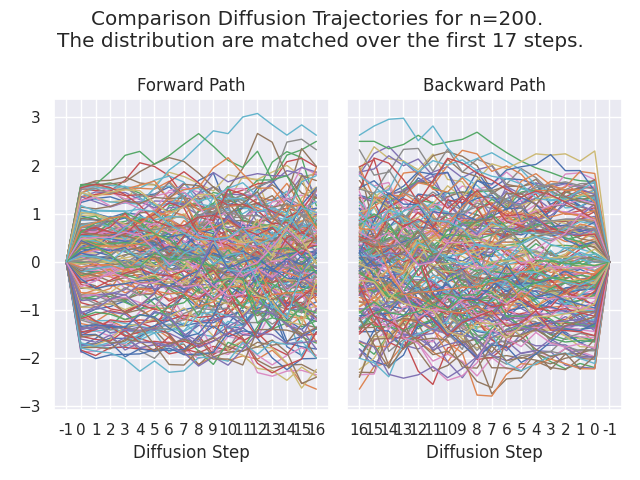 Comparison Diffusion Trajectories for n=200.
The distribution are matched over the first 17 steps.
Forward Path
Backward Path
3
2
1
0
−1
−2
−3
-1 0 1 2 3 4 5 6 7 8 9 10 11 12 13 14 15 16
16 15 14 13 12 11 10 9 8 7 6 5 4 3 2 1 0 -1
Diffusion Step
Diffusion Step